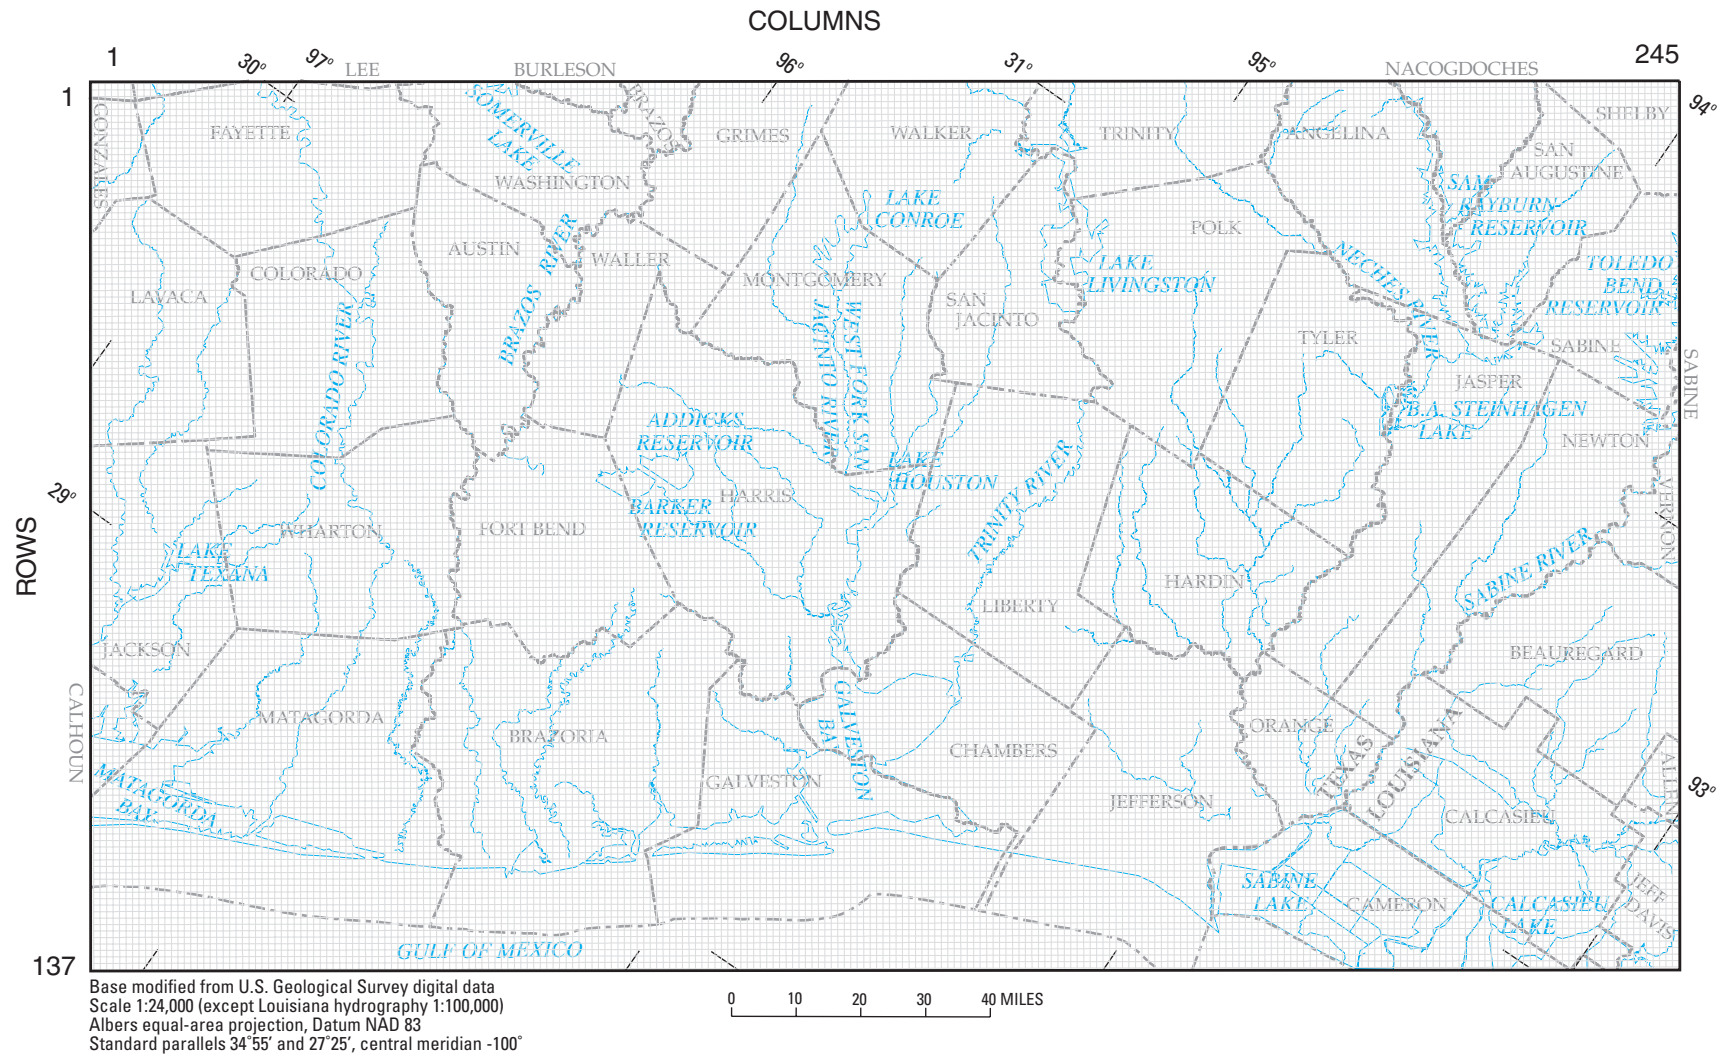 COLUMNS
1
30°
97°
LEE
BURLESON
96°
31°
95°
NACOGDOCHES
245
1
94°
GONZALES
FAYETTE
SOMERVILLE
LAKE
BRAZOS
GRIMES
WALKER
TRINITY
ANGELINA
SHELBY
SAN
AUGUSTINE
WASHINGTON
LAKE
CONROE
SAM
RAYBURN
RESERVOIR
POLK
AUSTIN
BRAZOS RIVER
WALLER
COLORADO
MONTGOMERY
LAKE
LIVINGSTON
NECHES RIVER
TOLEDO
BEND
RESERVOIR
LAVACA
SAN
JACINTO
WEST FORK SAN
JACINTO RIVER
TYLER
SABINE
SABINE
COLORADO RIVER
JASPER
ADDICKS
RESERVOIR
B.A. STEINHAGEN
LAKE
NEWTON
LAKE
HOUSTON
29°
HARRIS
BARKER
RESERVOIR
TRINITY RIVER
VERNON
ROWS
WHARTON
FORT BEND
LAKE
TEXANA
HARDIN
SABINE RIVER
LIBERTY
JACKSON
BEAUREGARD
CALHOUN
MATAGORDA
BRAZORIA
GALVESTON
BA
CHAMBERS
ORANGE
TEXAS
LOUISIANA
ALLEN
MATAGORDA
BAY
GALVESTON
JEFFERSON
CALCASIEU
93°
SABINE
LAKE
CAMERON
CALCASIEU
LAKE
JEFF
DAVIS
GULF OF MEXICO
137
Base modified from U.S. Geological Survey digital data
Scale 1:24,000 (except Louisiana hydrography 1:100,000)
Albers equal-area projection, Datum NAD 83
Standard parallels 34°55′ and 27°25′, central meridian -100°
0 10 20 30 40 MILES